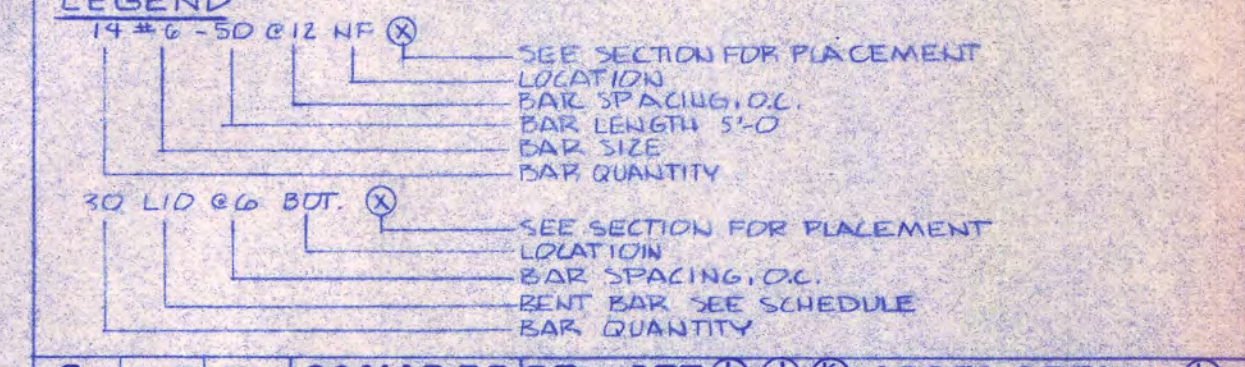 LEGEND
14 #6 - 50 @ 12 NF Ⓧ
SEE SECTION FOR PLACEMENT
LOCATION
BAR SPACING, O.C.
BAR LENGTH 5'-0
BAR SIZE
BAR QUANTITY
30 L10 @6 BOT. Ⓧ
SEE SECTION FOR PLACEMENT
LOCATIOIN
BAR SPACING, O.C.
BENT BAR SEE SCHEDULE
BAR QUANTITY